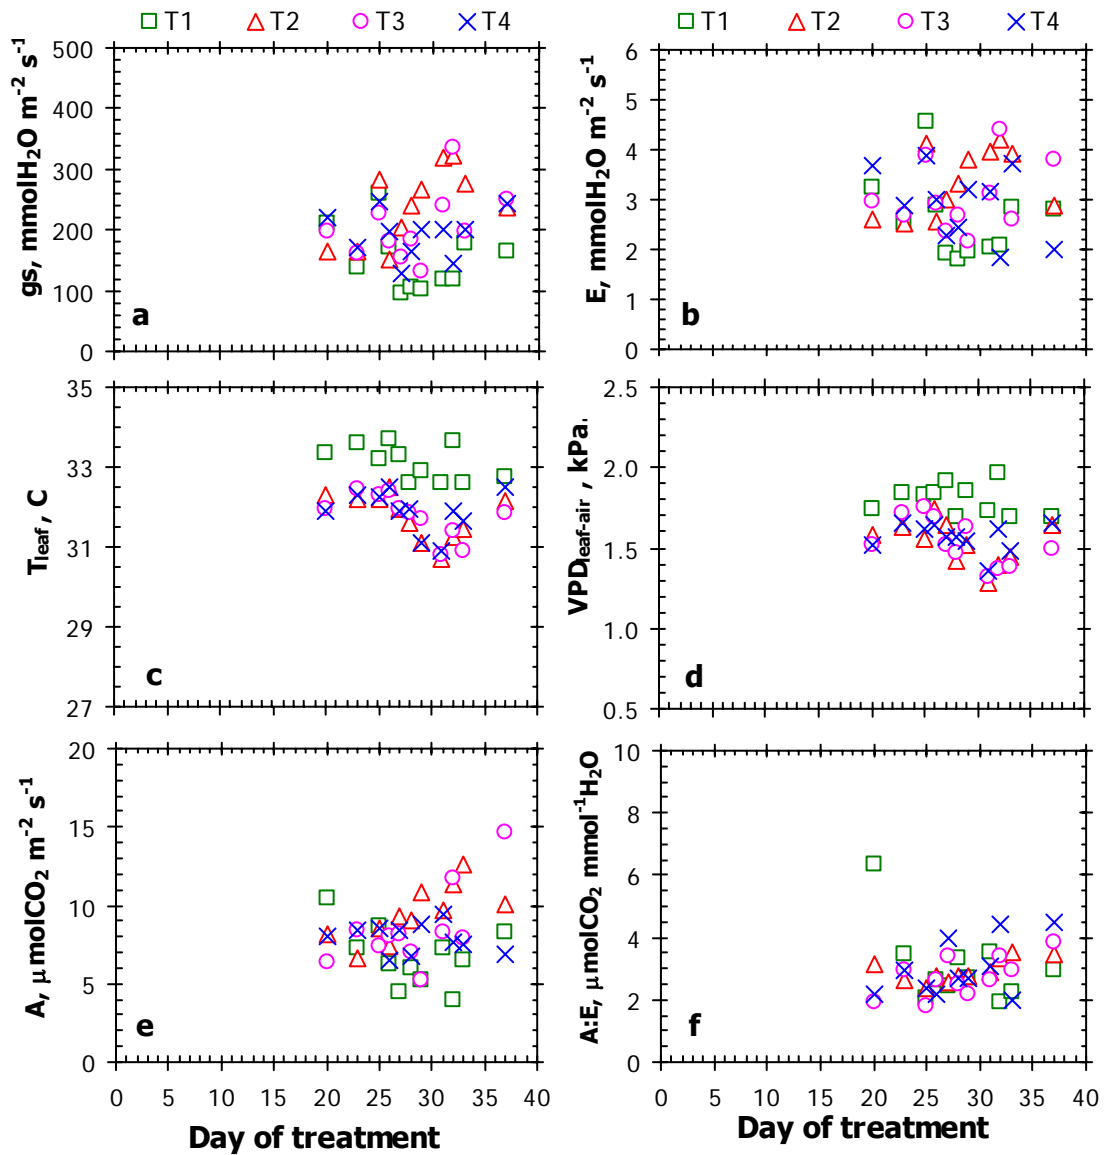 T1 T2 T3 T4
T1 T2 T3 T4
gs, mmolH₂O m⁻² s⁻¹
500
400
300
200
100
0
a
E, mmolH₂O m⁻² s⁻¹
6
5
4
3
2
1
0
b
Tleaf, C
35
33
31
29
27
c
VPDleaf-air, kPa
2.5
2.0
1.5
1.0
0.5
d
A, μmolCO₂ m⁻² s⁻¹
20
15
10
5
0
e
0 5 10 15 20 25 30 35 40
Day of treatment
A:E, μmolCO₂ mmol⁻¹H₂O
10
8
6
4
2
0
f
0 5 10 15 20 25 30 35 40
Day of treatment